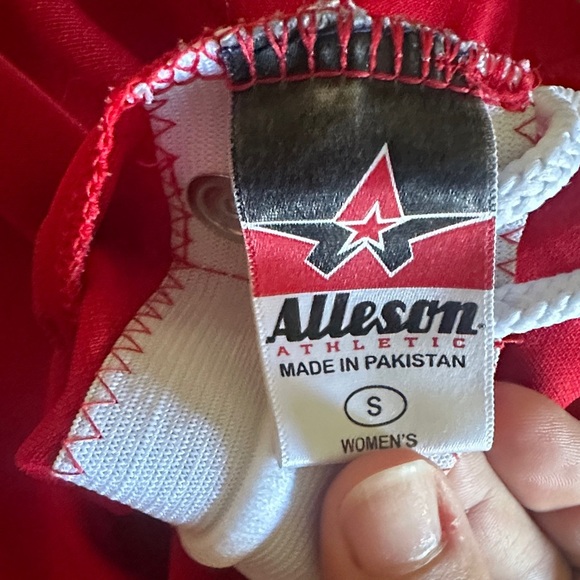 Alleson
ATHLETIC
MADE IN PAKISTAN
S
WOMEN'S